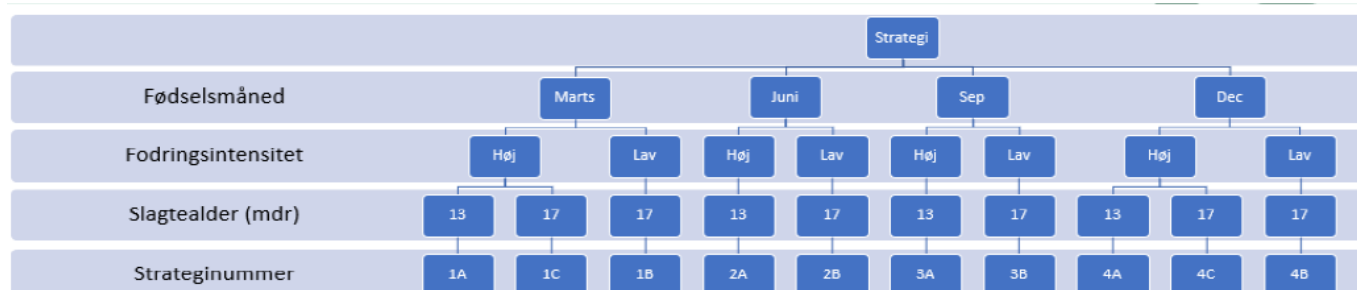 Strategi
Fødselsmåned Marts Juni Sep Dec
Fodringsintensitet Høj Lav Høj Lav Høj Lav Høj Lav
Slagtealder (mdr) 13 17 17 13 17 13 17 13 17 17
Strateginummer 1A 1C 1B 2A 2B 3A 3B 4A 4C 4B